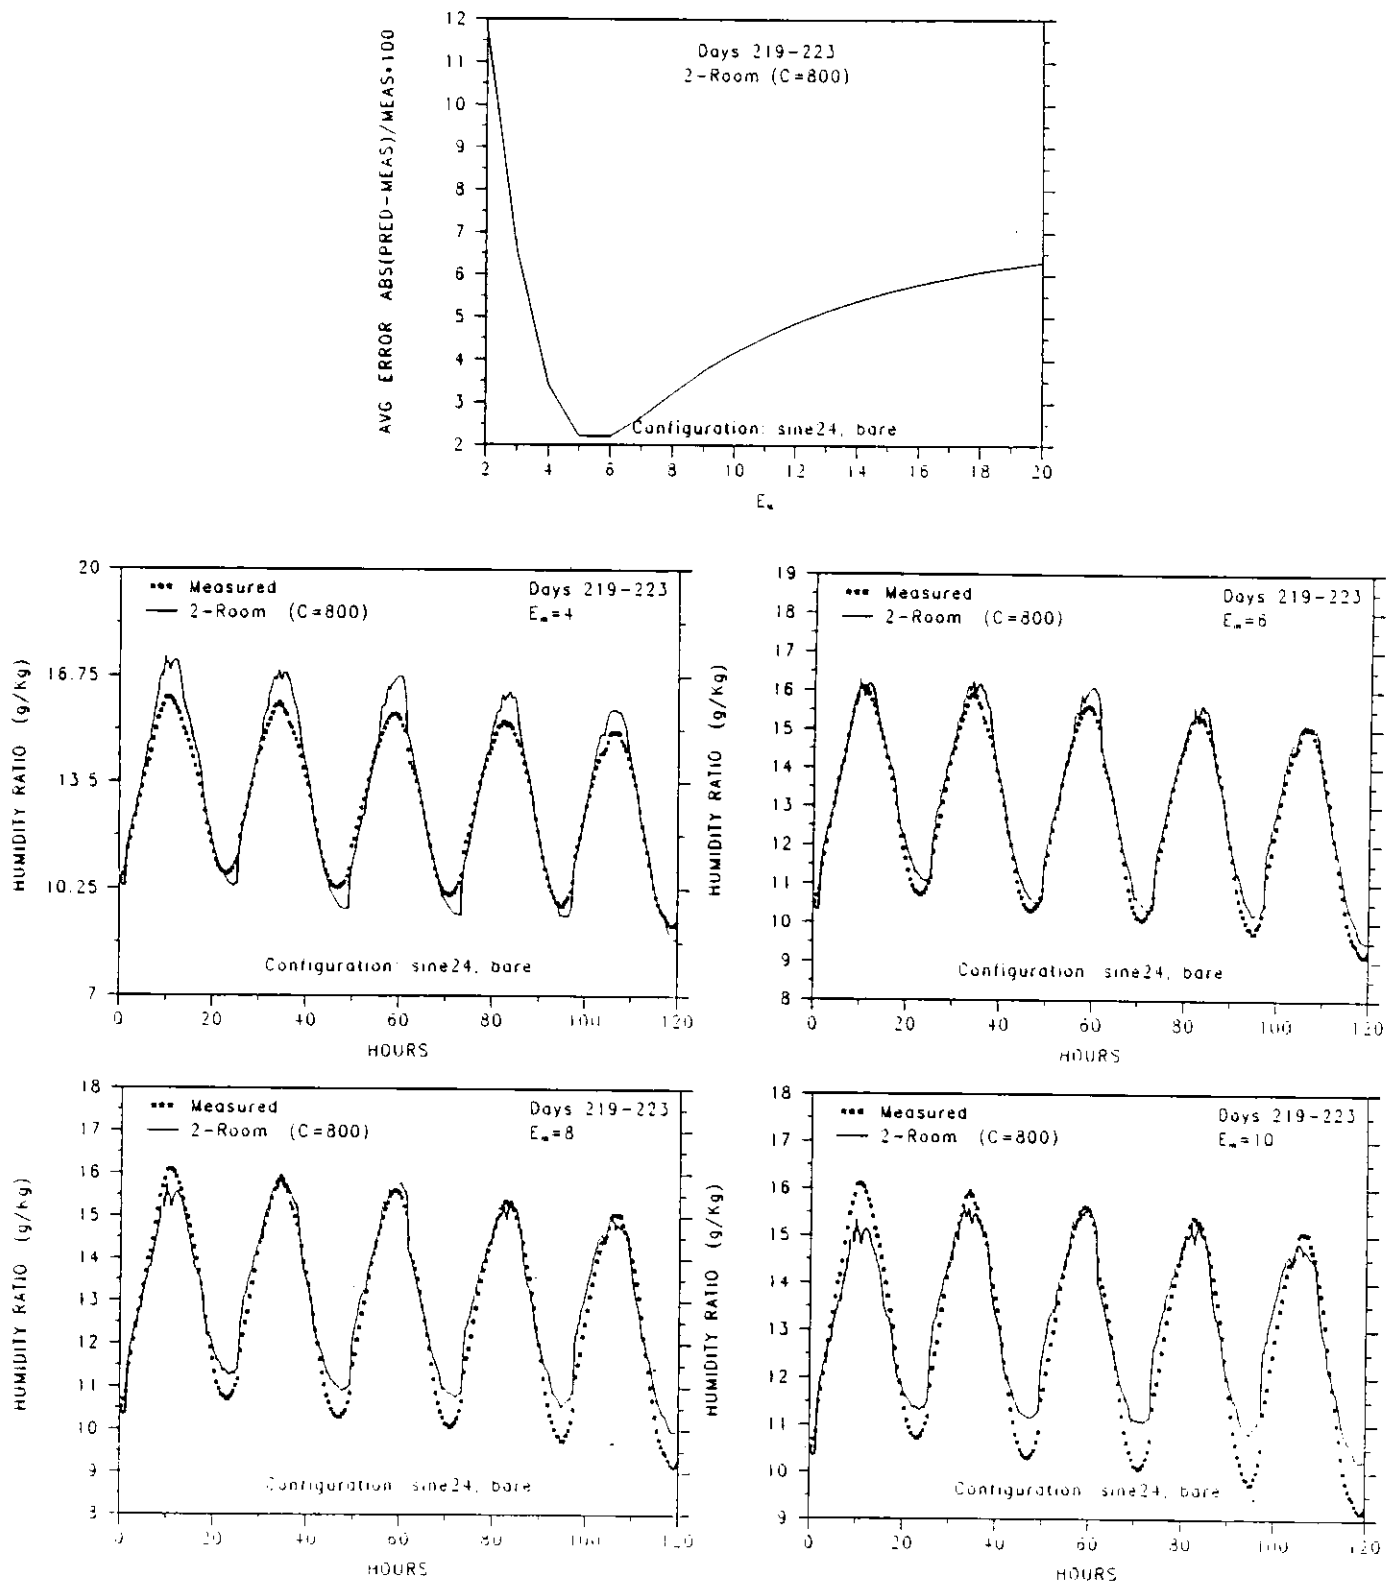 Days 219-223
2-Room (C=800)
AVG ERROR ABS(PRED-MEAS)/MEAS*100
12
11
10
9
8
7
6
5
4
3
2
Configuration: sine24, bare
2 4 6 8 10 12 14 16 18 20
*** Measured
— 2-Room (C=800)
Days 219-223
E∞=4
HUMIDITY RATIO (g/Kg)
20
16.75
13.5
10.25
7
Configuration: sine24, bare
0 20 40 60 80 100 120
HOURS
*** Measured
— 2-Room (C=800)
Days 219-223
HUMIDITY RATIO (g/Kg)
19
18
17
16
15
14
13
12
11
10
9
8
Configuration: sine24, bare
0 20 40 60 80 100 120
HOURS
*** Measured
— 2-Room (C=800)
Days 219-223
E∞=8
HUMIDITY RATIO (g/Kg)
18
17
16
15
14
13
12
11
10
9
Configuration: sine24, bare
0 20 40 60 80 100 120
HOURS
*** Measured
— 2-Room (C=800)
Days 219-223
E∞=10
HUMIDITY RATIO (g/Kg)
18
17
16
15
14
13
12
11
10
9
Configuration: sine24, bare
0 20 40 60 80 100 120
HOURS